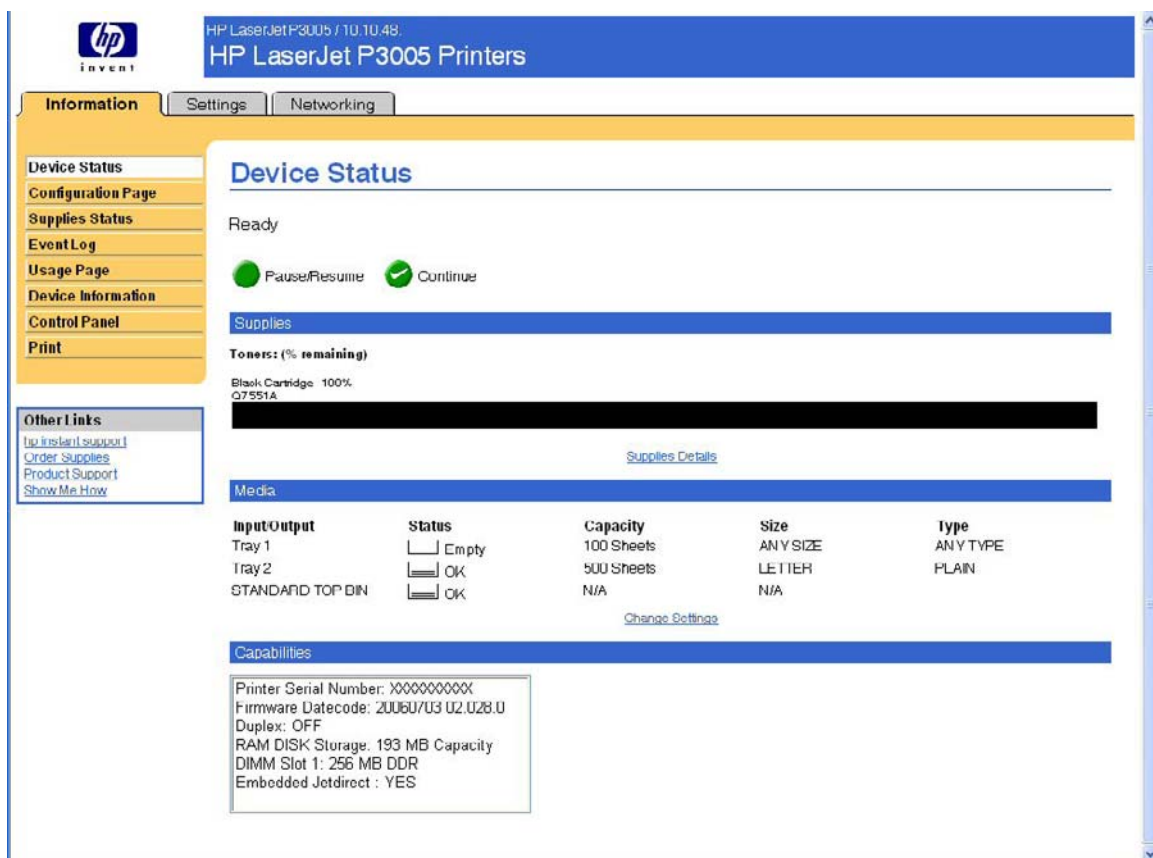 hp
invent
HP LaserJet P3005 / 10.10.48.
HP LaserJet P3005 Printers
Information
Settings
Networking
Device Status
Configuration Page
Supplies Status
Event Log
Usage Page
Device Information
Control Panel
Print
Other Links
hp instant support
Order Supplies
Product Support
Show Me How
Device Status
Ready
Pause/Resume
Continue
Supplies
Toners: (% remaining)
Black Cartridge 100%
Q7551A
Supplies Details
Media
Input/Output Status Capacity Size Type
Tray 1 Empty 100 Sheets ANY SIZE ANY TYPE
Tray 2 OK 500 Sheets LETTER PLAIN
STANDARD TOP BIN OK N/A N/A
Change Settings
Capabilities
Printer Serial Number: XXXXXXXXXX
Firmware Datecode: 20060703 02.028.0
Duplex: OFF
RAM DISK Storage: 193 MB Capacity
DIMM Slot 1: 256 MB DDR
Embedded Jetdirect : YES